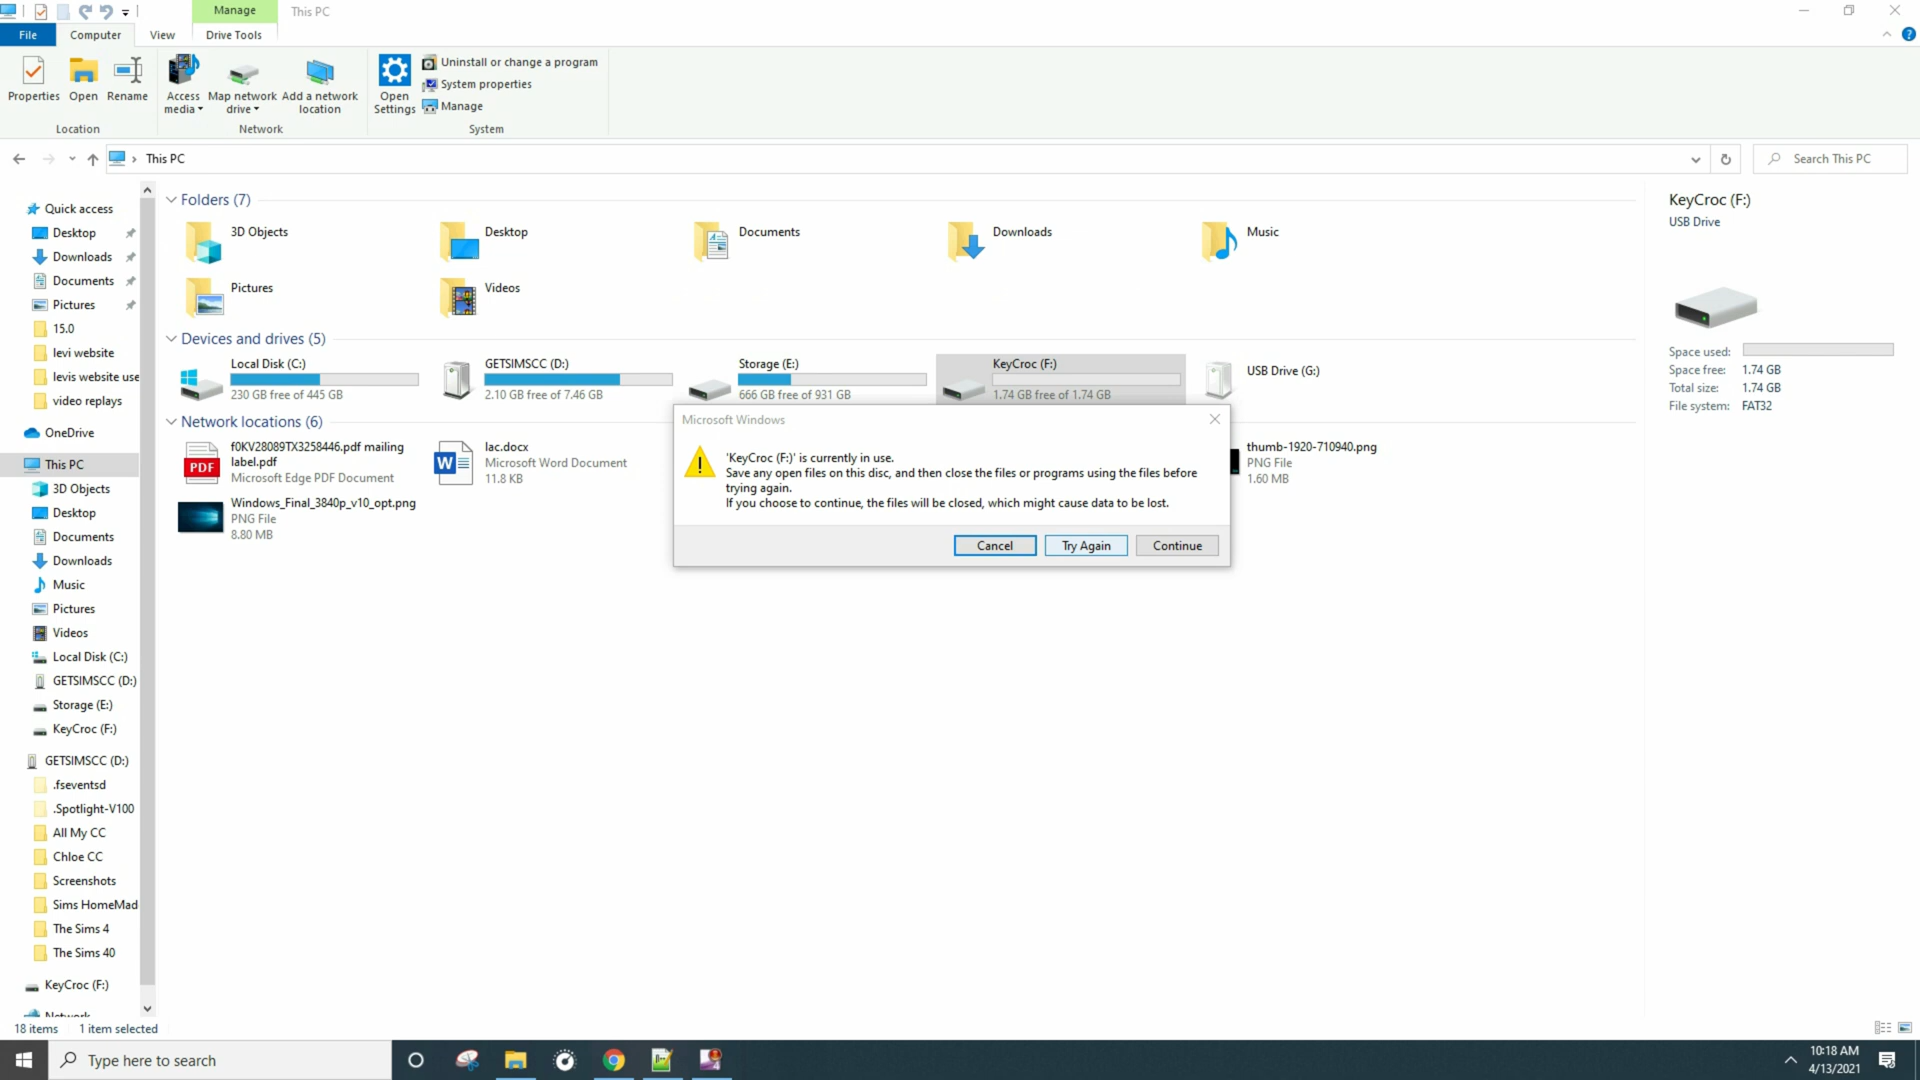 Manage
This PC
File
Computer
View
Drive Tools
Properties
Open
Rename
Access media
Map network drive
Add a network location
Open Settings
Uninstall or change a program
System properties
Manage
Location
Network
System
This PC
Search This PC
Quick access
Desktop
Downloads
Documents
Pictures
15.0
levi website
levis website use
video replays
OneDrive
This PC
3D Objects
Desktop
Documents
Downloads
Music
Pictures
Videos
Local Disk (C:)
GETSIMSCC (D:)
Storage (E:)
KeyCroc (F:)
GETSIMSCC (D:)
.fseventsd
.Spotlight-V100
All My CC
Chloe CC
Screenshots
Sims HomeMad
The Sims 4
The Sims 40
KeyCroc (F:)
Network
Folders (7)
3D Objects
Desktop
Documents
Downloads
Music
Pictures
Videos
Devices and drives (5)
Local Disk (C:)
230 GB free of 445 GB
GETSIMSCC (D:)
2.10 GB free of 7.46 GB
Storage (E:)
666 GB free of 931 GB
KeyCroc (F:)
1.74 GB free of 1.74 GB
USB Drive (G:)
Network locations (6)
f0KV28089TX3258446.pdf mailing
label.pdf
Microsoft Edge PDF Document
lac.docx
Microsoft Word Document
11.8 KB
thumb-1920-710940.png
PNG File
1.60 MB
Windows_Final_3840p_v10_opt.png
PNG File
8.80 MB
Microsoft Windows
'KeyCroc (F:)' is currently in use.
Save any open files on this disc, and then close the files or programs using the files before
trying again.
If you choose to continue, the files will be closed, which might cause data to be lost.
Cancel
Try Again
Continue
KeyCroc (F:)
USB Drive
Space used:
Space free: 1.74 GB
Total size: 1.74 GB
File system: FAT32
18 items
1 item selected
Type here to search
10:18 AM
4/13/2021